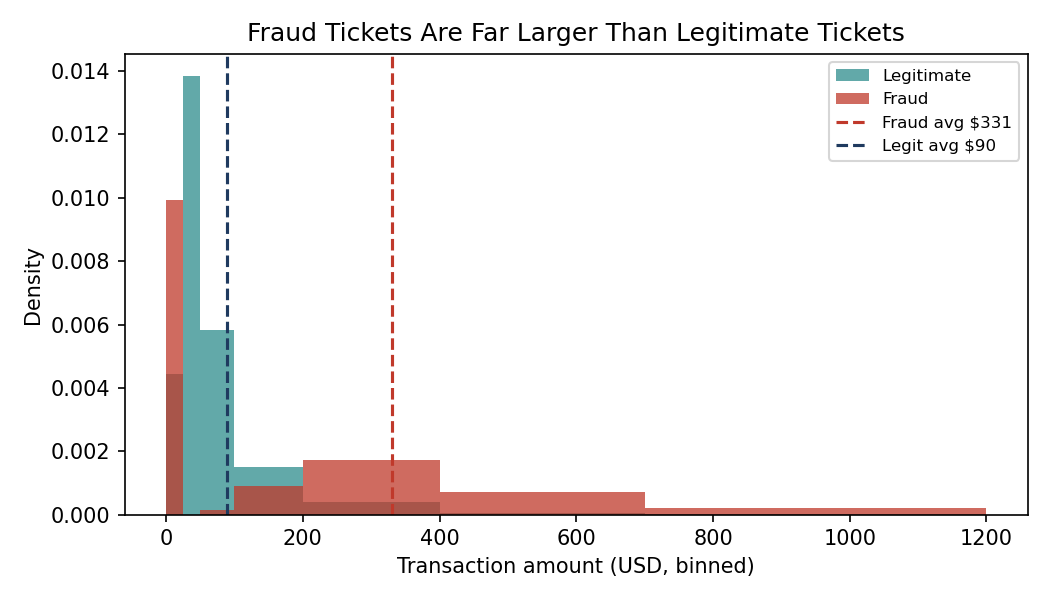 Fraud Tickets Are Far Larger Than Legitimate Tickets
Legitimate
Fraud
Fraud avg $331
Legit avg $90
Density
0.014
0.012
0.010
0.008
0.006
0.004
0.002
0.000
0 200 400 600 800 1000 1200
Transaction amount (USD, binned)